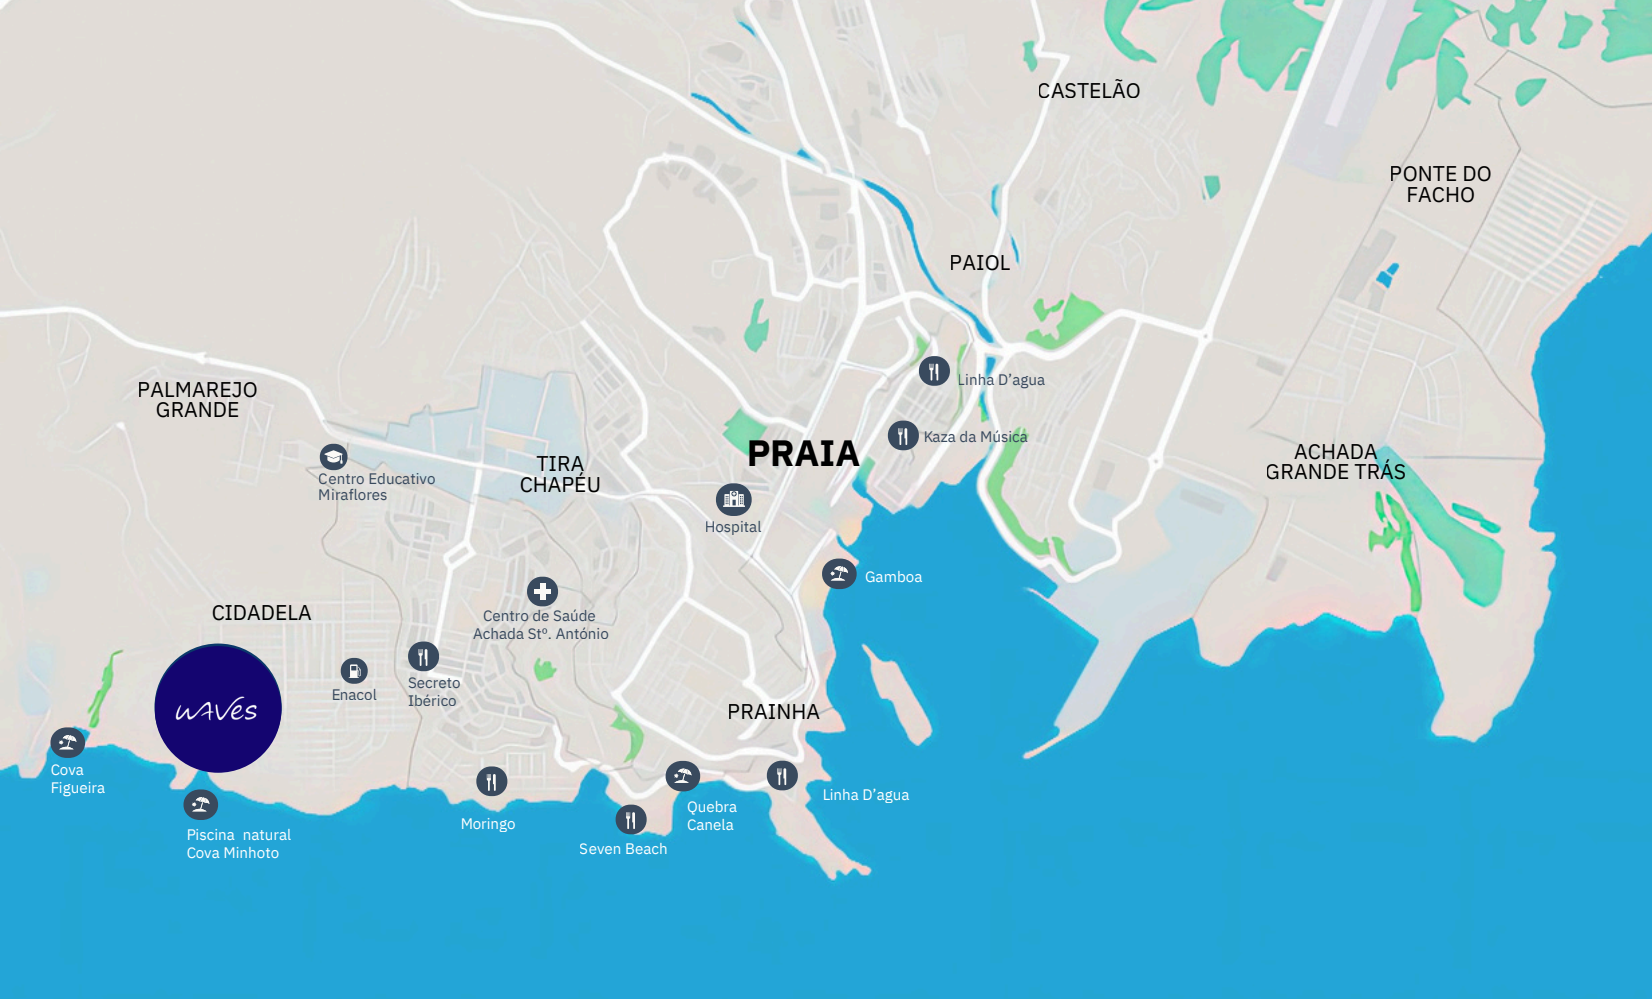 CASTELÃO
PONTE DO
FACHO
PAIOL
Linha D'agua
PALMAREJO
GRANDE
Kaza da Música
PRAIA
ACHADA
GRANDE TRÁS
TIRA
CHAPÉU
Centro Educativo
Miraflores
Hospital
Gamboa
CIDADELA
Centro de Saúde
Achada Stº. António
Secreto
Ibérico
Enacol
WAVes
PRAINHA
Cova
Figueira
Linha D'agua
Quebra
Canela
Moringo
Piscina natural
Cova Minhoto
Seven Beach